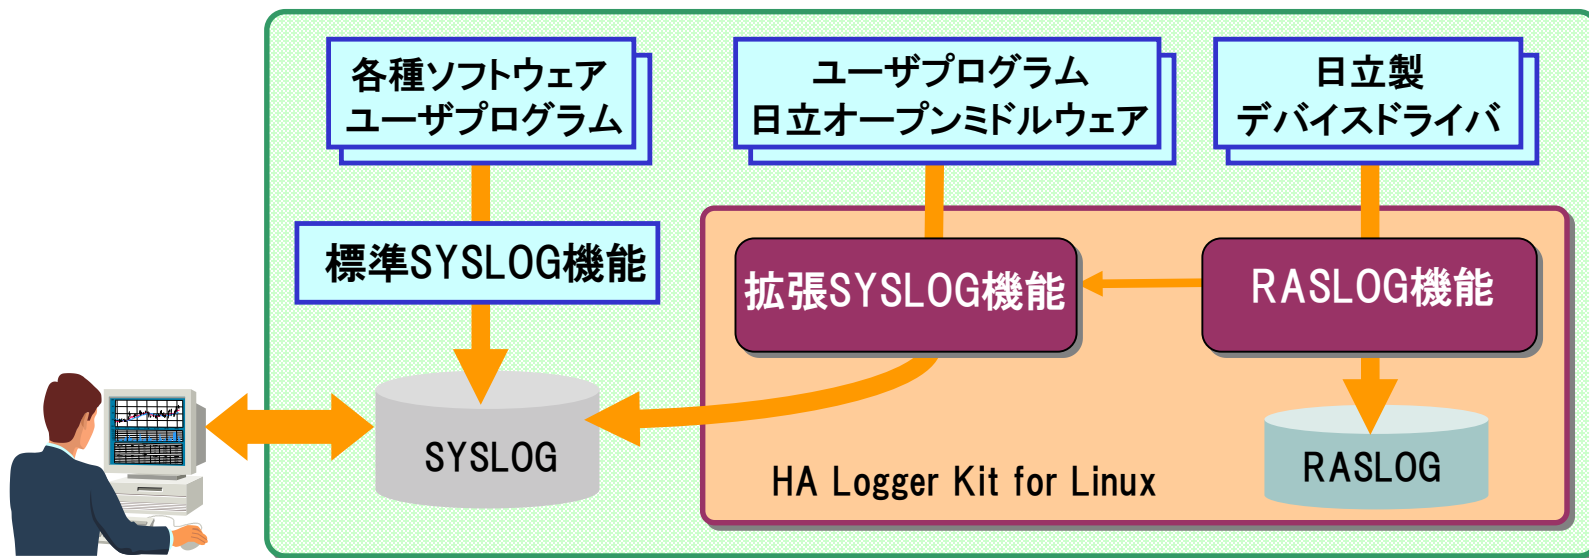 各種ソフトウェア
ユーザプログラム
ユーザプログラム
日立オープンミドルウェア
日立製
デバイスドライバ
標準SYSLOG機能
拡張SYSLOG機能
RASLOG機能
SYSLOG
RASLOG
HA Logger Kit for Linux